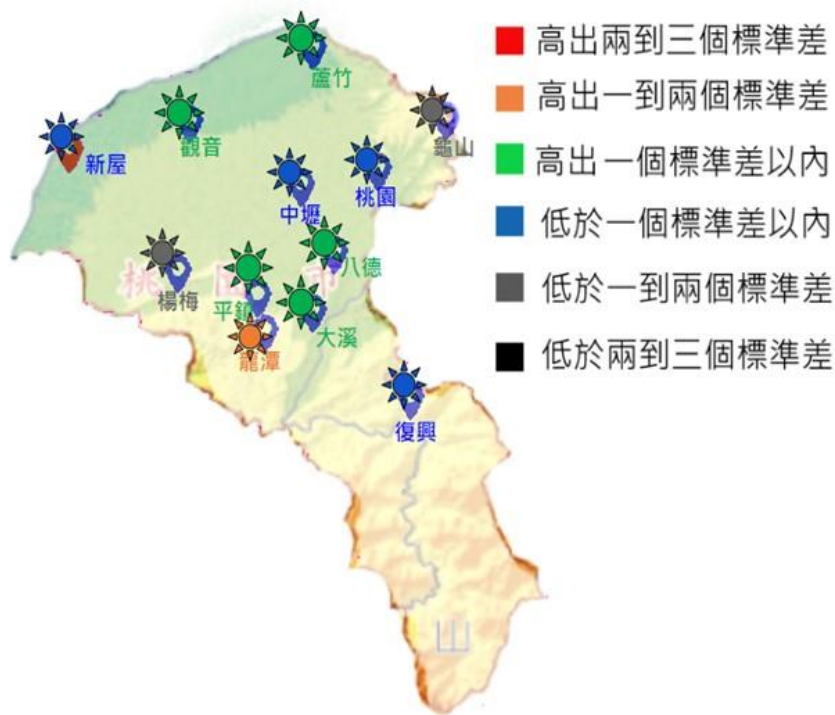 高出兩到三個標準差
高出一到兩個標準差
高出一個標準差以內
低於一個標準差以內
低於一到兩個標準差
低於兩到三個標準差
蘆竹
觀音
龜山
新屋
中壢
桃園
八德
楊梅
平鎮
大溪
龍潭
復興
桃園市
山